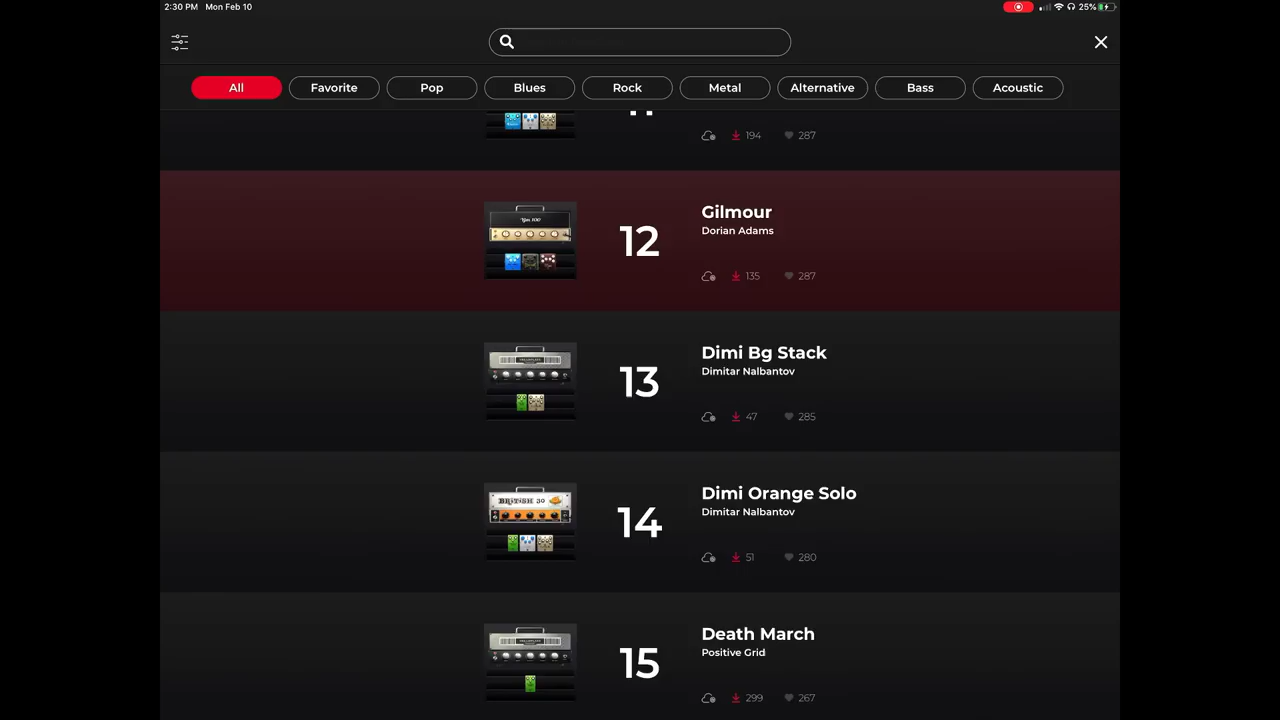 2:30 PM Mon Feb 10
25%
All
Favorite
Pop
Blues
Rock
Metal
Alternative
Bass
Acoustic
194
287
12
Gilmour
Dorian Adams
135
287
13
Dimi Bg Stack
Dimitar Nalbantov
47
285
BRITISH 30
14
Dimi Orange Solo
Dimitar Nalbantov
51
280
15
Death March
Positive Grid
299
267